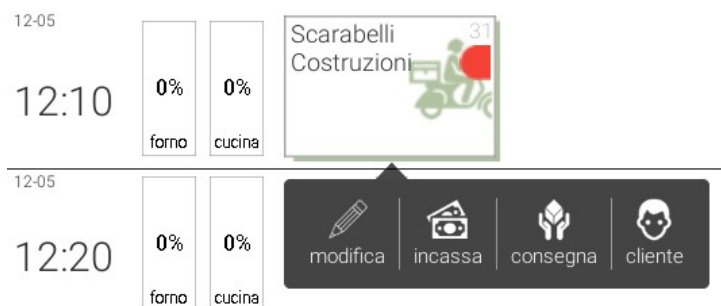 12-05
12:10
0%
forno
0%
cucina
Scarabelli
Costruzioni
31
12-05
12:20
0%
forno
0%
cucina
modifica
incassa
consegna
cliente